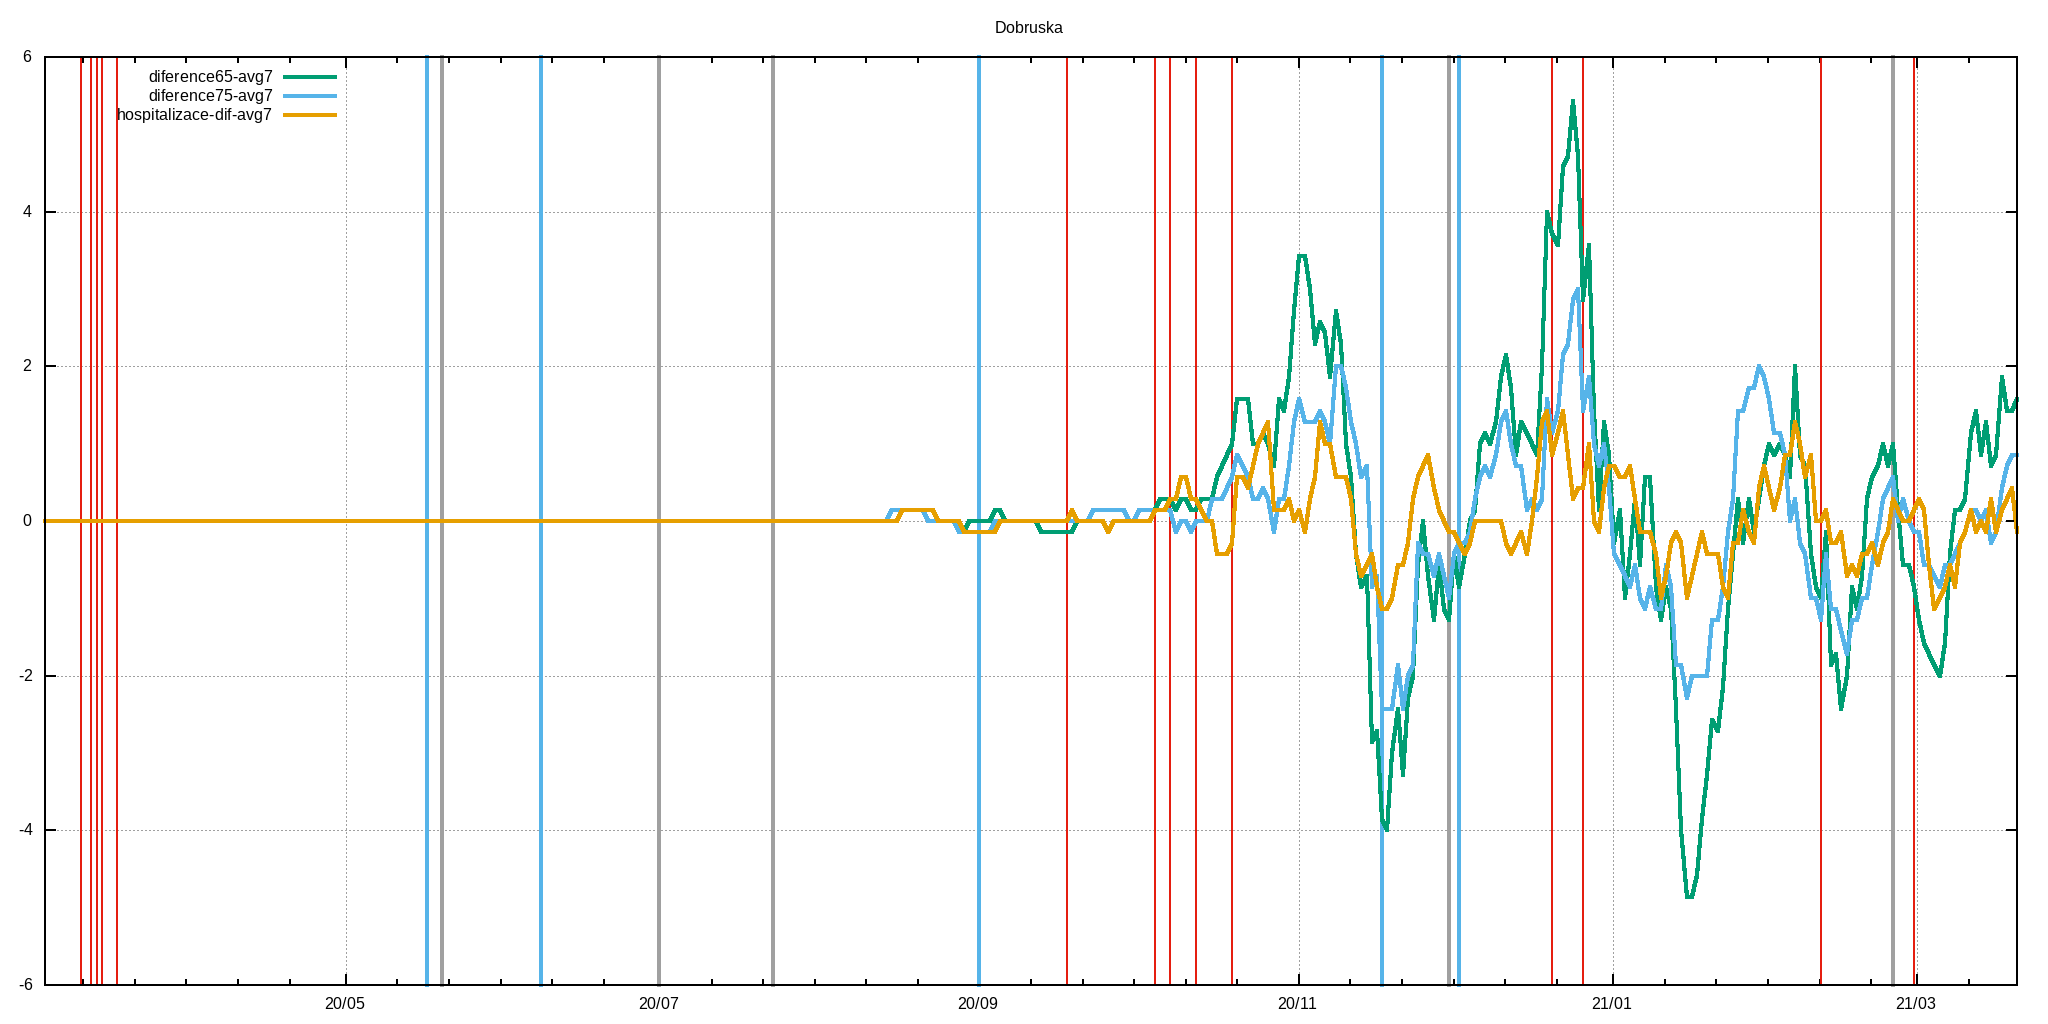 Dobruska
6
diference65-avg7
diference75-avg7
hospitalizace-dif-avg7
4
2
0
-2
-4
-6
20/05 20/07 20/09 20/11 21/01 21/03